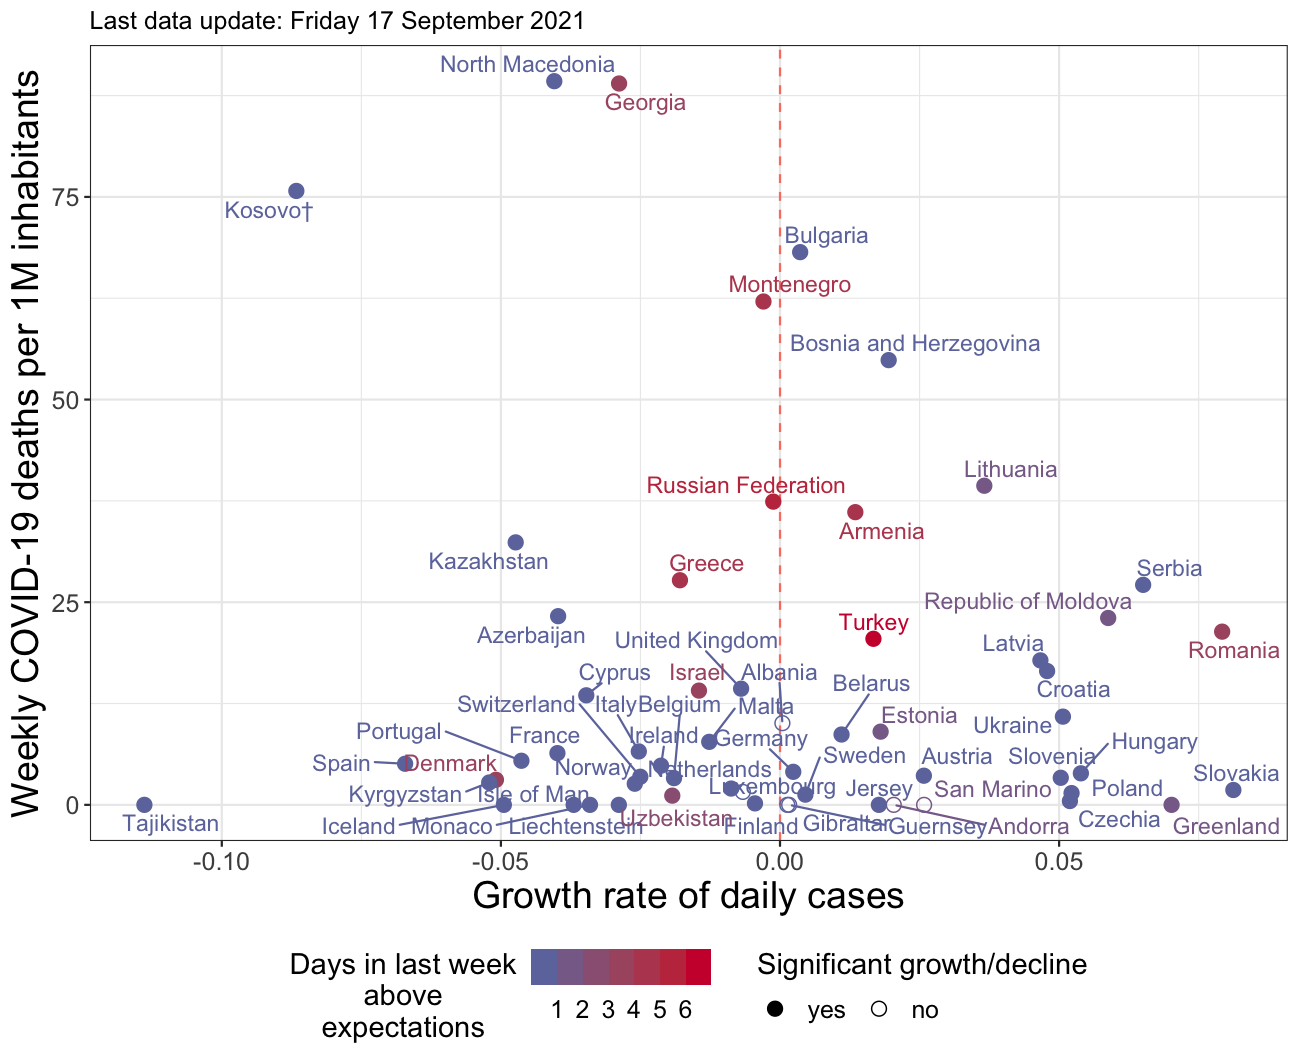 Last data update: Friday 17 September 2021
Weekly COVID-19 deaths per 1M inhabitants
North Macedonia
Georgia
75
Kosovo†
Bulgaria
Montenegro
Bosnia and Herzegovina
50
Lithuania
Russian Federation
Armenia
Kazakhstan
Greece
Serbia
25
Republic of Moldova
Turkey
Azerbaijan
United Kingdom
Latvia
Romania
Cyprus
Israel
Albania
Belarus
Croatia
Switzerland
Italy
Belgium
Malta
Estonia
Ukraine
Portugal
France
Ireland
Germany
Hungary
Spain
Denmark
Norway
Netherlands
Sweden
Austria
Slovenia
Slovakia
Kyrgyzstan
Isle of Man
Luxembourg
Jersey
San Marino
Poland
0
Tajikistan
Iceland
Monaco
Liechtenstein
Uzbekistan
Finland
Gibraltar
Guernsey
Andorra
Czechia
Greenland
-0.10
-0.05
0.00
0.05
Growth rate of daily cases
Days in last week
above
expectations
1 2 3 4 5 6
Significant growth/decline
yes
no